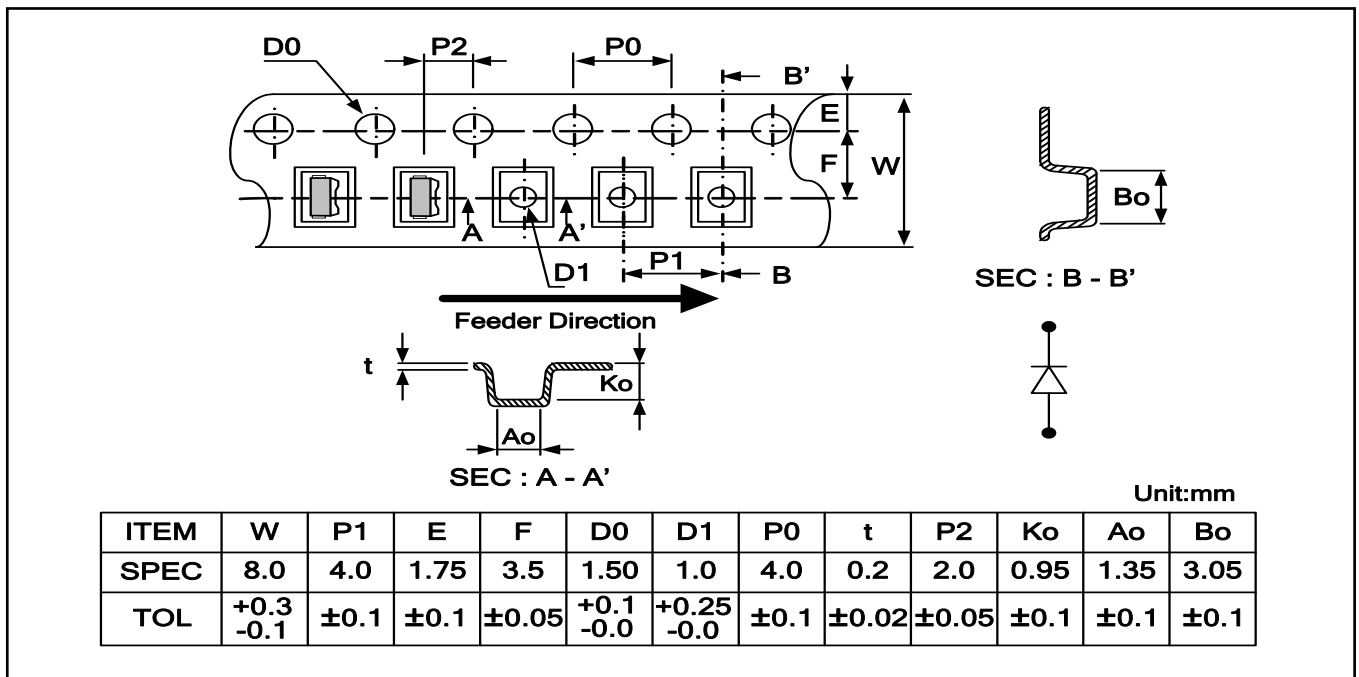 D0 P2 P0 B'
E
F W
A A' Bo
D1 P1 B
SEC : B - B'
Feeder Direction
t Ko
Ao
SEC : A - A'
Unit:mm
ITEM W P1 E F D0 D1 P0 t P2 Ko Ao Bo
SPEC 8.0 4.0 1.75 3.5 1.50 1.0 4.0 0.2 2.0 0.95 1.35 3.05
TOL +0.3 -0.1 ±0.1 ±0.1 ±0.05 +0.1 -0.0 +0.25 -0.0 ±0.1 ±0.02 ±0.05 ±0.1 ±0.1 ±0.1